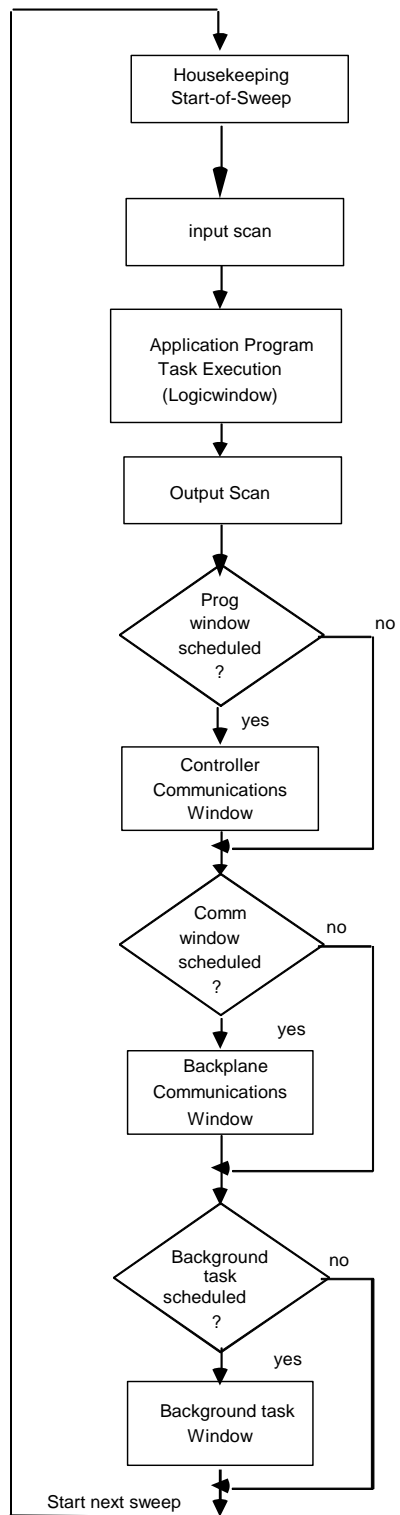 Housekeeping
Start-of-Sweep
input scan
Application Program
Task Execution
(Logicwindow)
Output Scan
Prog
window
scheduled
?
no
yes
Controller
Communications
Window
Comm
window
scheduled
?
no
yes
Backplane
Communications
Window
Background
task
scheduled
?
no
yes
Background task
Window
Start next sweep